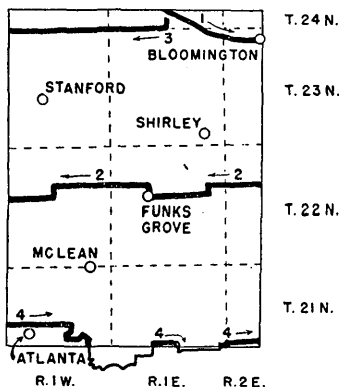 1
T. 24 N.
3
BLOOMINGTON
STANFORD
T. 23 N.
SHIRLEY
2
2
FUNKS
GROVE
T. 22 N.
MCLEAN
T. 21 N.
4
4
4
ATLANTA
R. 1 W.
R. 1 E.
R. 2 E.